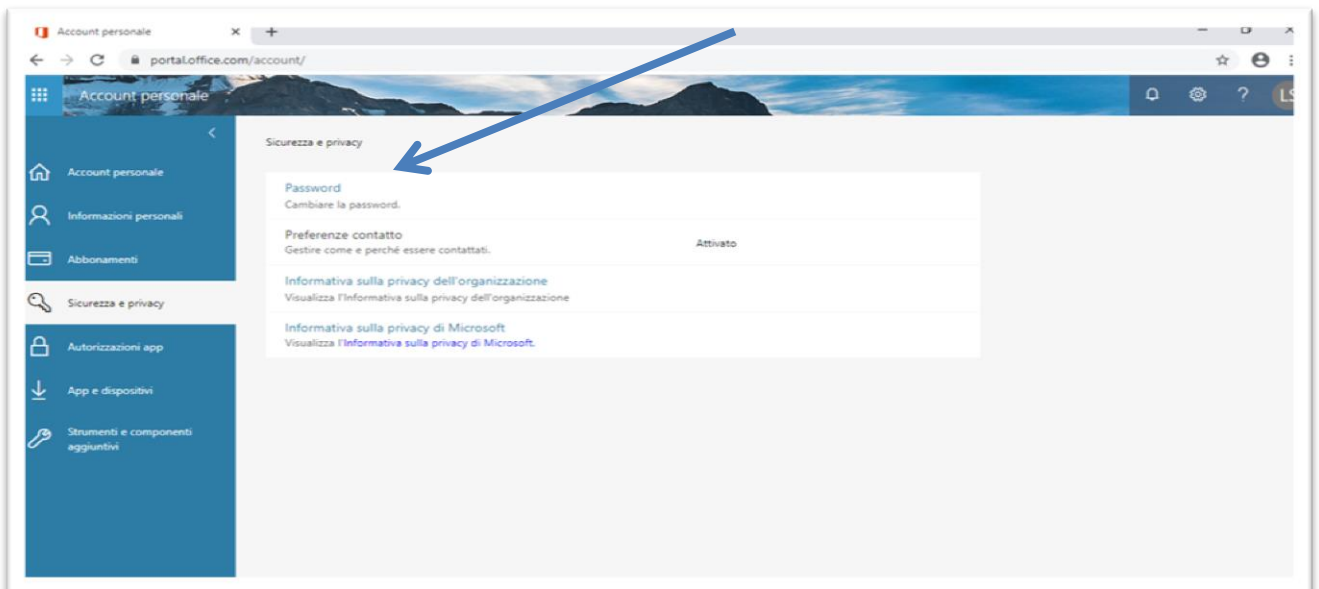 Account personale
portal.office.com/account/
Account personale
?
LS
Sicurezza e privacy
Account personale
Informazioni personali
Abbonamenti
Sicurezza e privacy
Autorizzazioni app
App e dispositivi
Strumenti e componenti
aggiuntivi
Password
Cambiare la password.
Preferenze contatto
Gestire come e perché essere contattati.
Attivato
Informativa sulla privacy dell'organizzazione
Visualizza l'Informativa sulla privacy dell'organizzazione
Informativa sulla privacy di Microsoft
Visualizza l'Informativa sulla privacy di Microsoft.